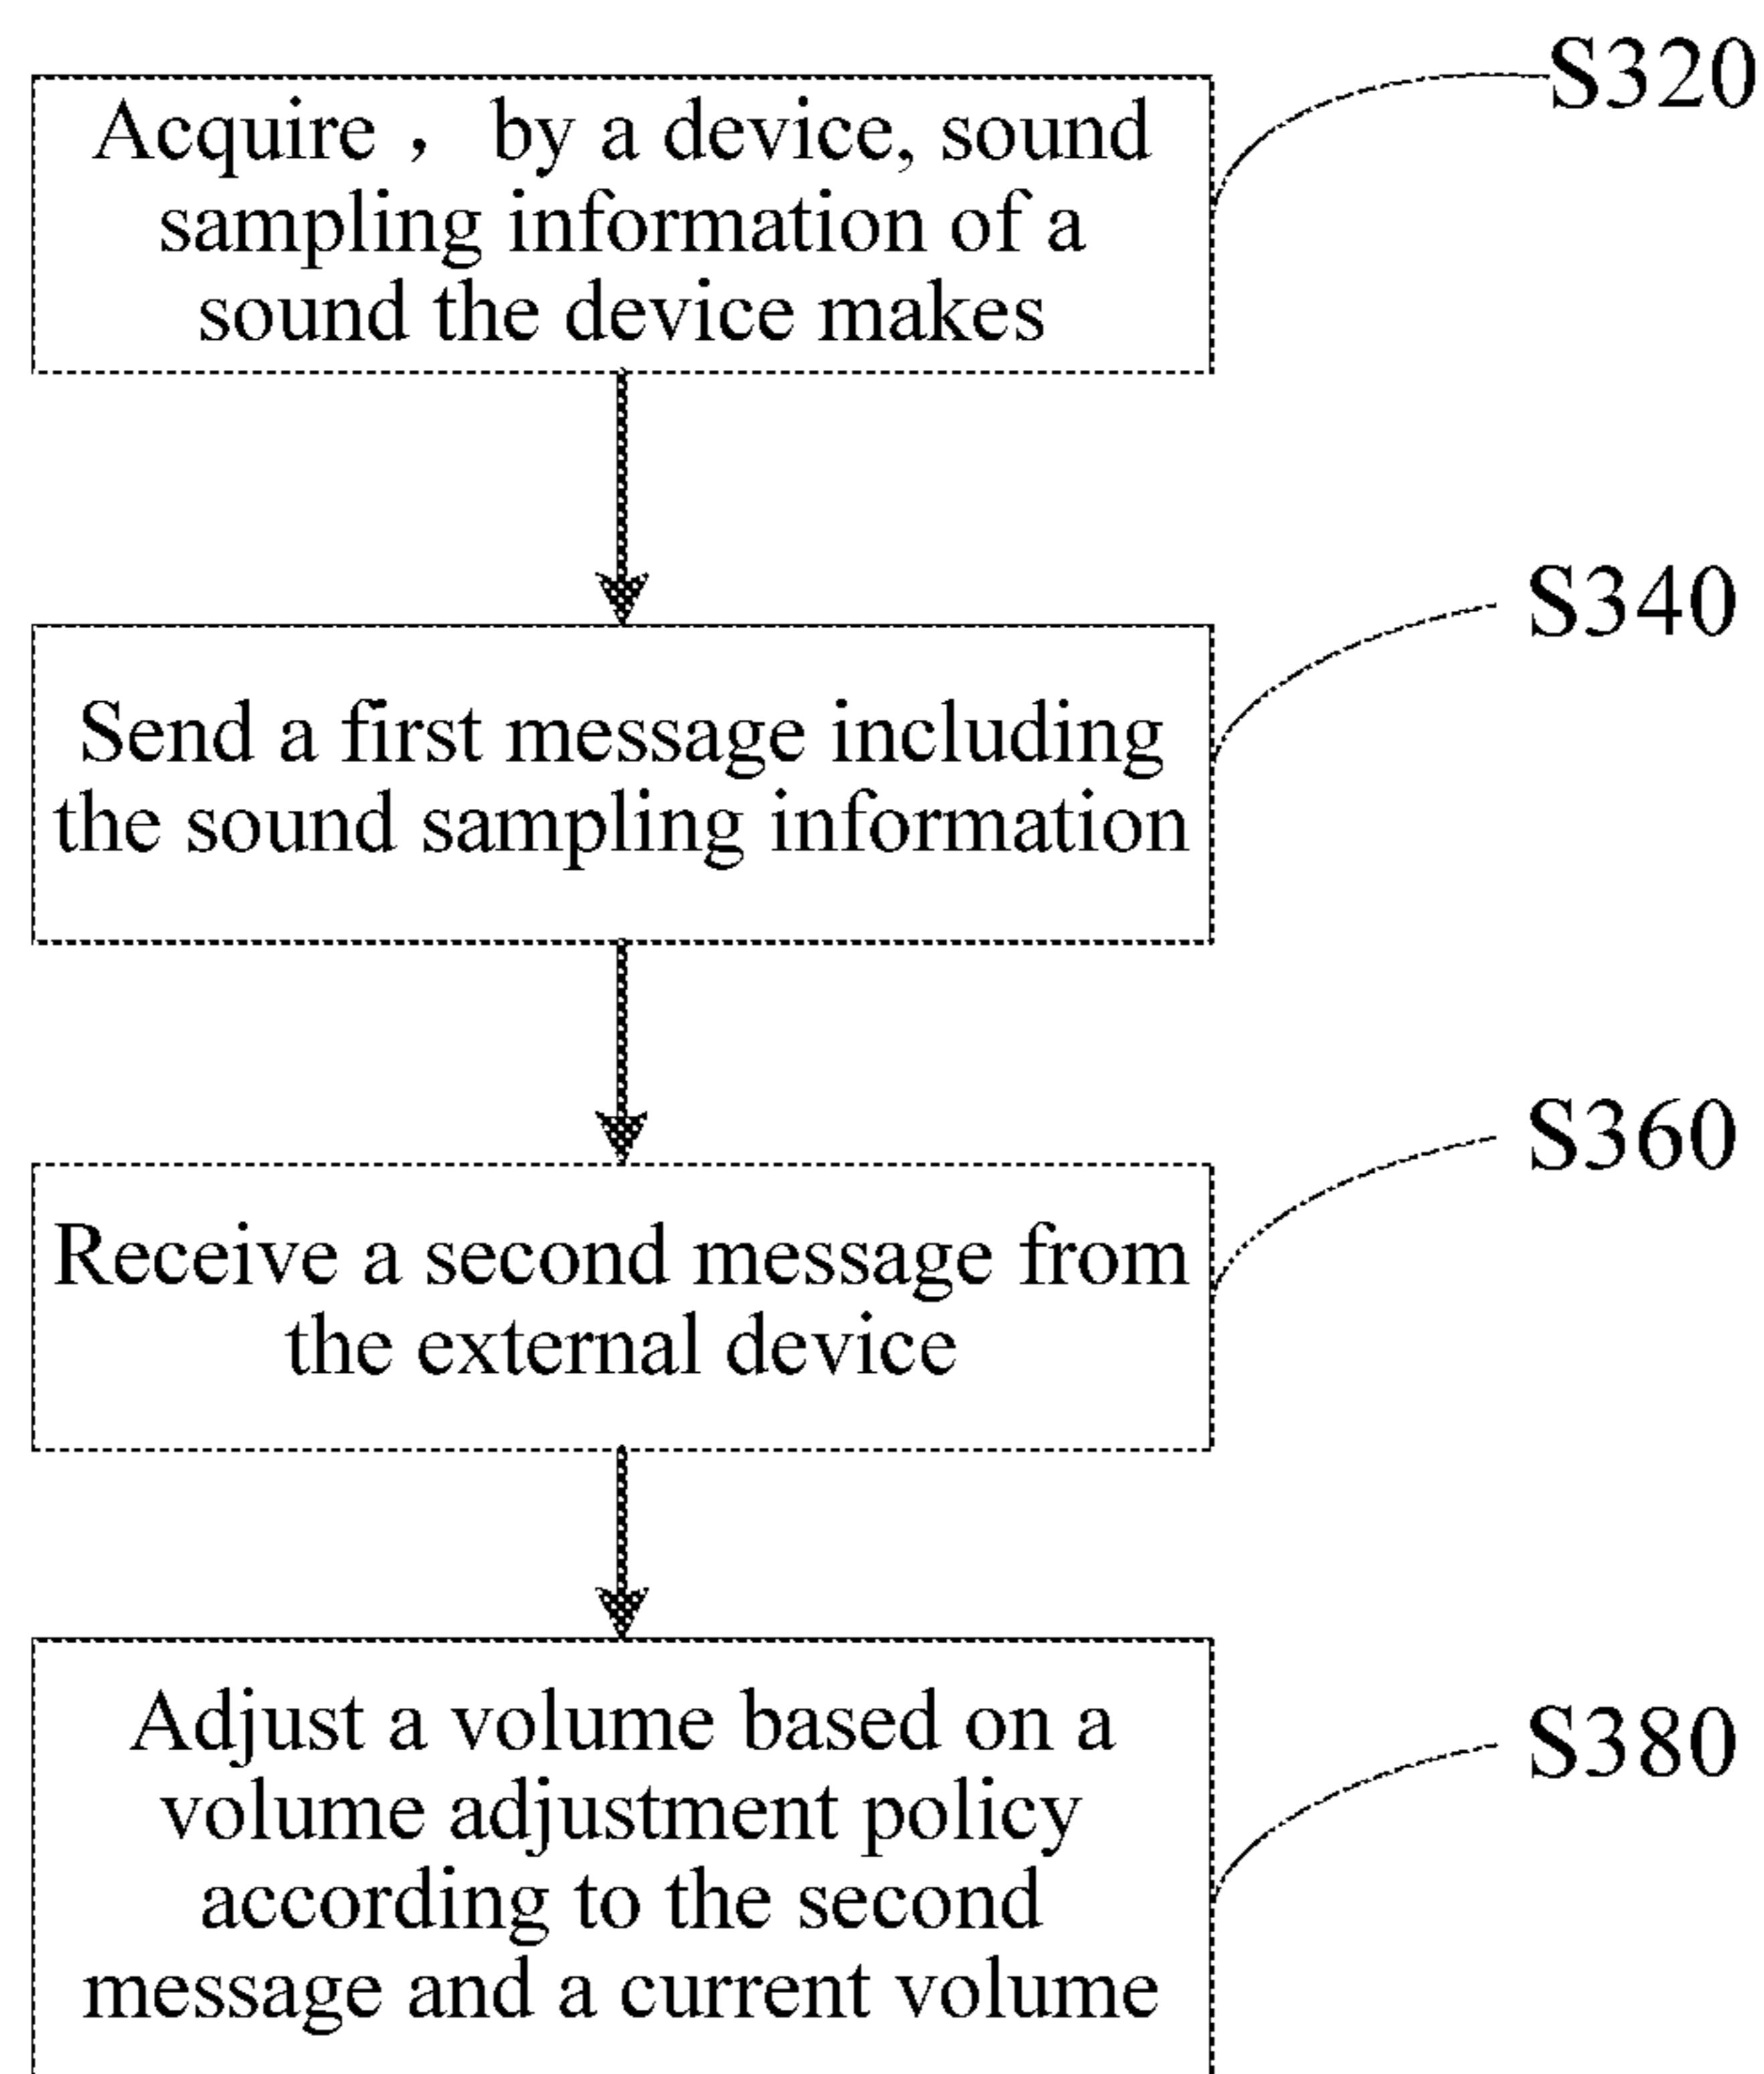 S320
Acquire， by a device, sound
sampling information of a
sound the device makes
S340
Send a first message including
the sound sampling information
S360
Receive a second message from
the external device
S380
Adjust a volume based on a
volume adjustment policy
according to the second
message and a current volume